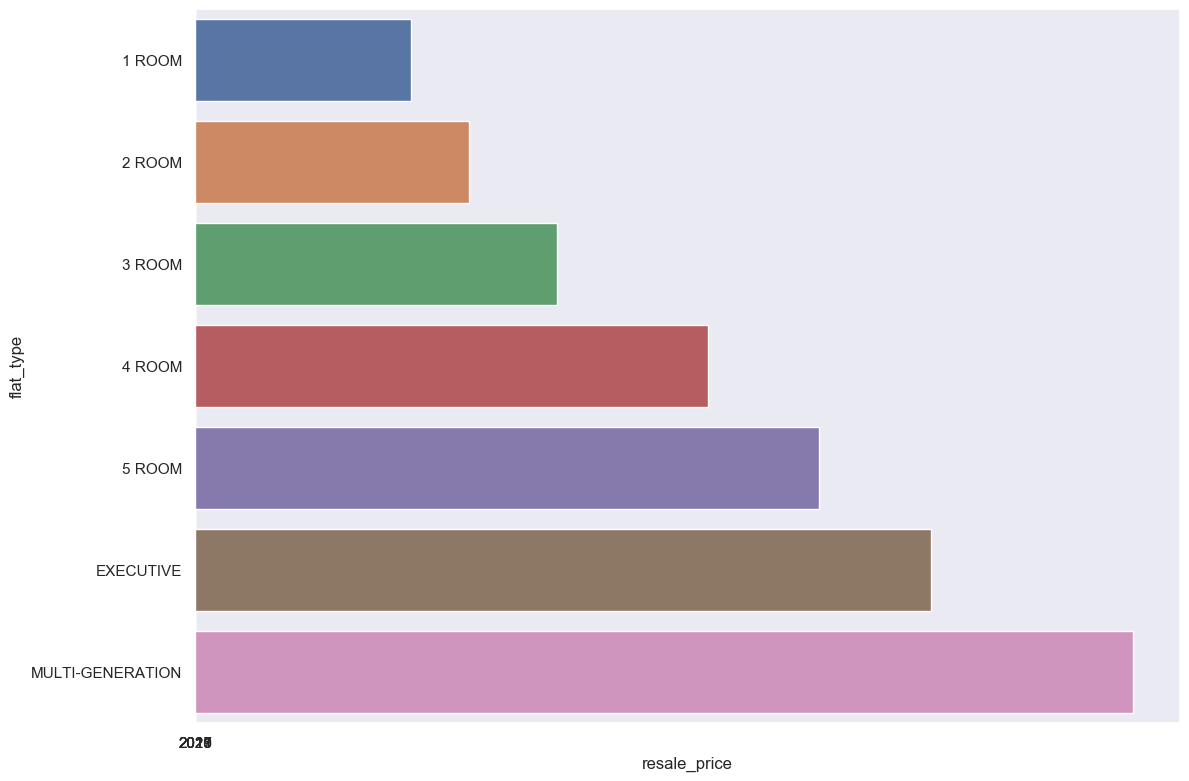 1 ROOM
2 ROOM
3 ROOM
4 ROOM
5 ROOM
EXECUTIVE
MULTI-GENERATION
flat_type
resale_price